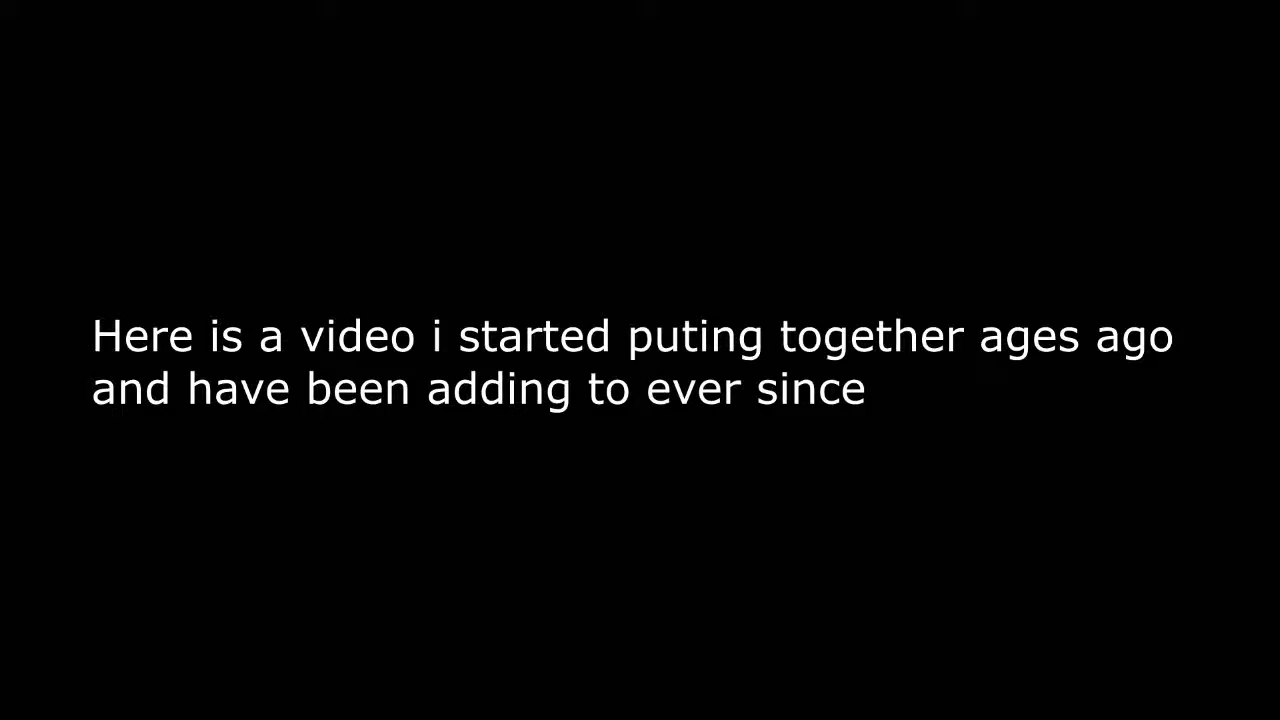 Here is a video i started puting together ages ago
and have been adding to ever since